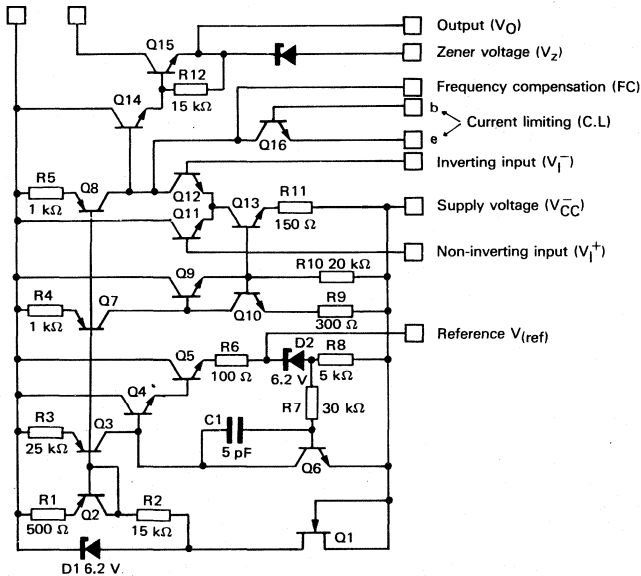 Output (VO)
Q15
Zener voltage (Vz)
R12
15 kΩ
Frequency compensation (FC)
Q14
b
Current limiting (C.L)
e
Q16
Inverting input (VI−)
R5
Q8
Q12
Q13
R11
1 kΩ
Q11
150 Ω
Supply voltage (VCC−)
Non-inverting input (VI+)
R10 20 kΩ
Q9
R4
Q7
Q10
R9
1 kΩ
300 Ω
Reference V(ref)
Q5
R6
D2
R8
100 Ω
6.2 V
5 kΩ
Q4
R7
30 kΩ
R3
Q3
C1
25 kΩ
5 pF
Q6
R1
Q2
R2
500 Ω
15 kΩ
Q1
D1 6.2 V